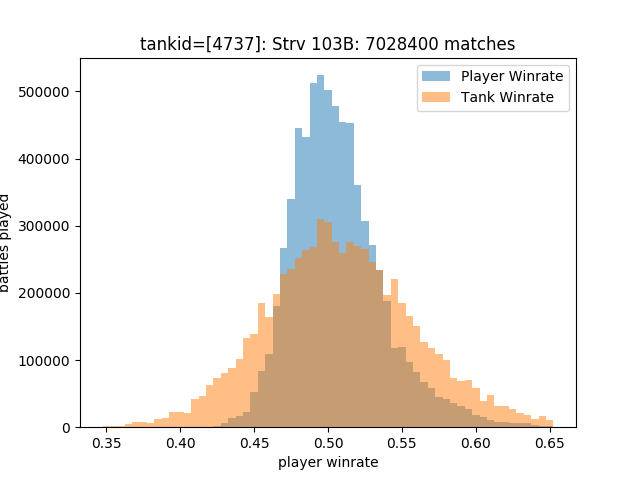 tankid=[4737]: Strv 103B: 7028400 matches
Player Winrate
Tank Winrate
500000
400000
300000
200000
100000
0
battles played
0.35 0.40 0.45 0.50 0.55 0.60 0.65
player winrate